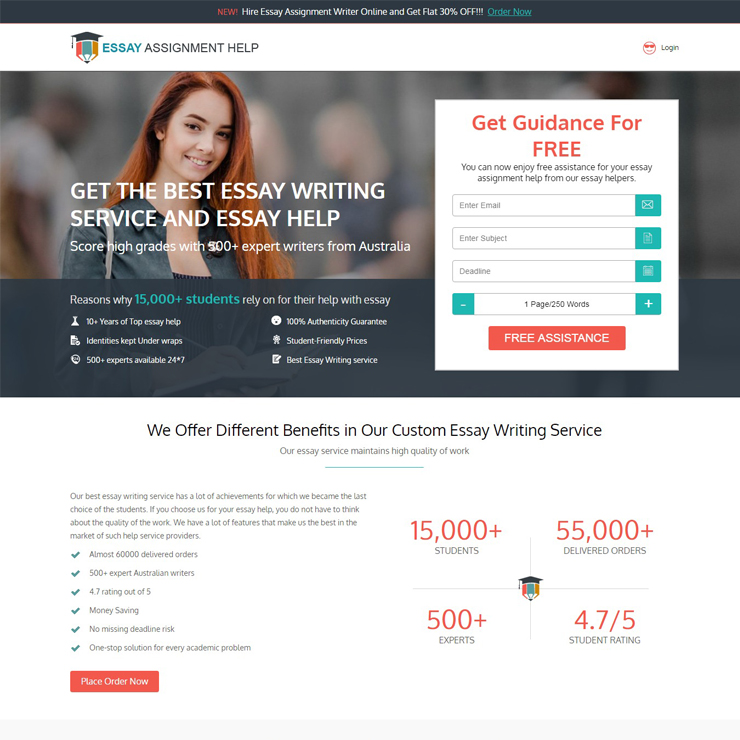 NEW! Hire Essay Assignment Writer Online and Get Flat 30% OFF!!! Order Now
ESSAY ASSIGNMENT HELP
Login
GET THE BEST ESSAY WRITING
SERVICE AND ESSAY HELP
Score high grades with 500+ expert writers from Australia
Reasons why 15,000+ students rely on for their help with essay
10+ Years of Top essay help
100% Authenticity Guarantee
Identities kept Under wraps
Student-Friendly Prices
500+ experts available 24*7
Best Essay Writing service
Get Guidance For
FREE
You can now enjoy free assistance for your essay
assignment help from our essay helpers.
Enter Email
Enter Subject
Deadline
- 1 Page/250 Words +
FREE ASSISTANCE
We Offer Different Benefits in Our Custom Essay Writing Service
Our essay service maintains high quality of work
Our best essay writing service has a lot of achievements for which we became the last
choice of the students. If you choose us for your essay help, you do not have to think
about the quality of the work. We have a lot of features that make us the best in the
market of such help service providers.
Almost 60000 delivered orders
500+ expert Australian writers
4.7 rating out of 5
Money Saving
No missing deadline risk
One-stop solution for every academic problem
Place Order Now
15,000+
STUDENTS
55,000+
DELIVERED ORDERS
500+
EXPERTS
4.7/5
STUDENT RATING